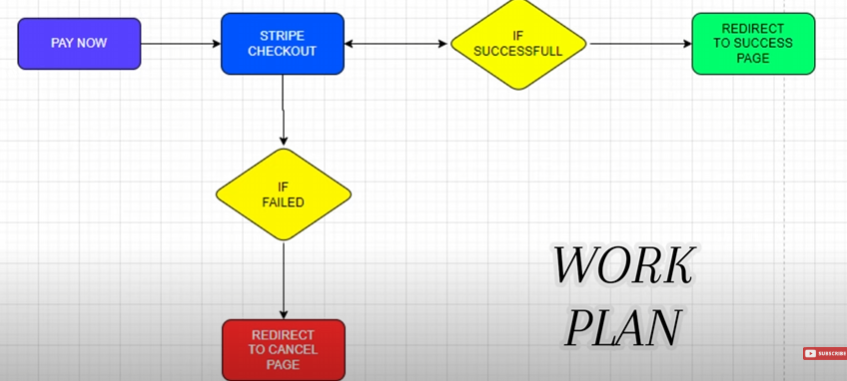 PAY NOW
STRIPE
CHECKOUT
IF
SUCCESSFULL
REDIRECT
TO SUCCESS
PAGE
IF
FAILED
REDIRECT
TO CANCEL
PAGE
WORK
PLAN
SUBSCRIBE